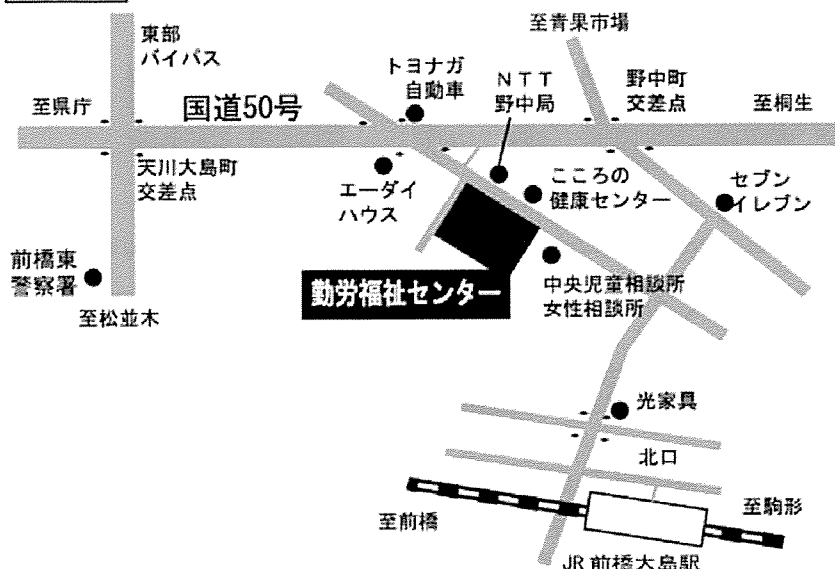 東部
バイパス
至青果市場
トヨナガ
自動車
ＮＴＴ
野中局
野中町
交差点
至県庁
国道50号
至桐生
天川大島町
交差点
エーダイ
ハウス
こころの
健康センター
セブン
イレブン
前橋東
警察署
勤労福祉センター
中央児童相談所
女性相談所
至松並木
光家具
北口
至前橋
至駒形
JR前橋大島駅